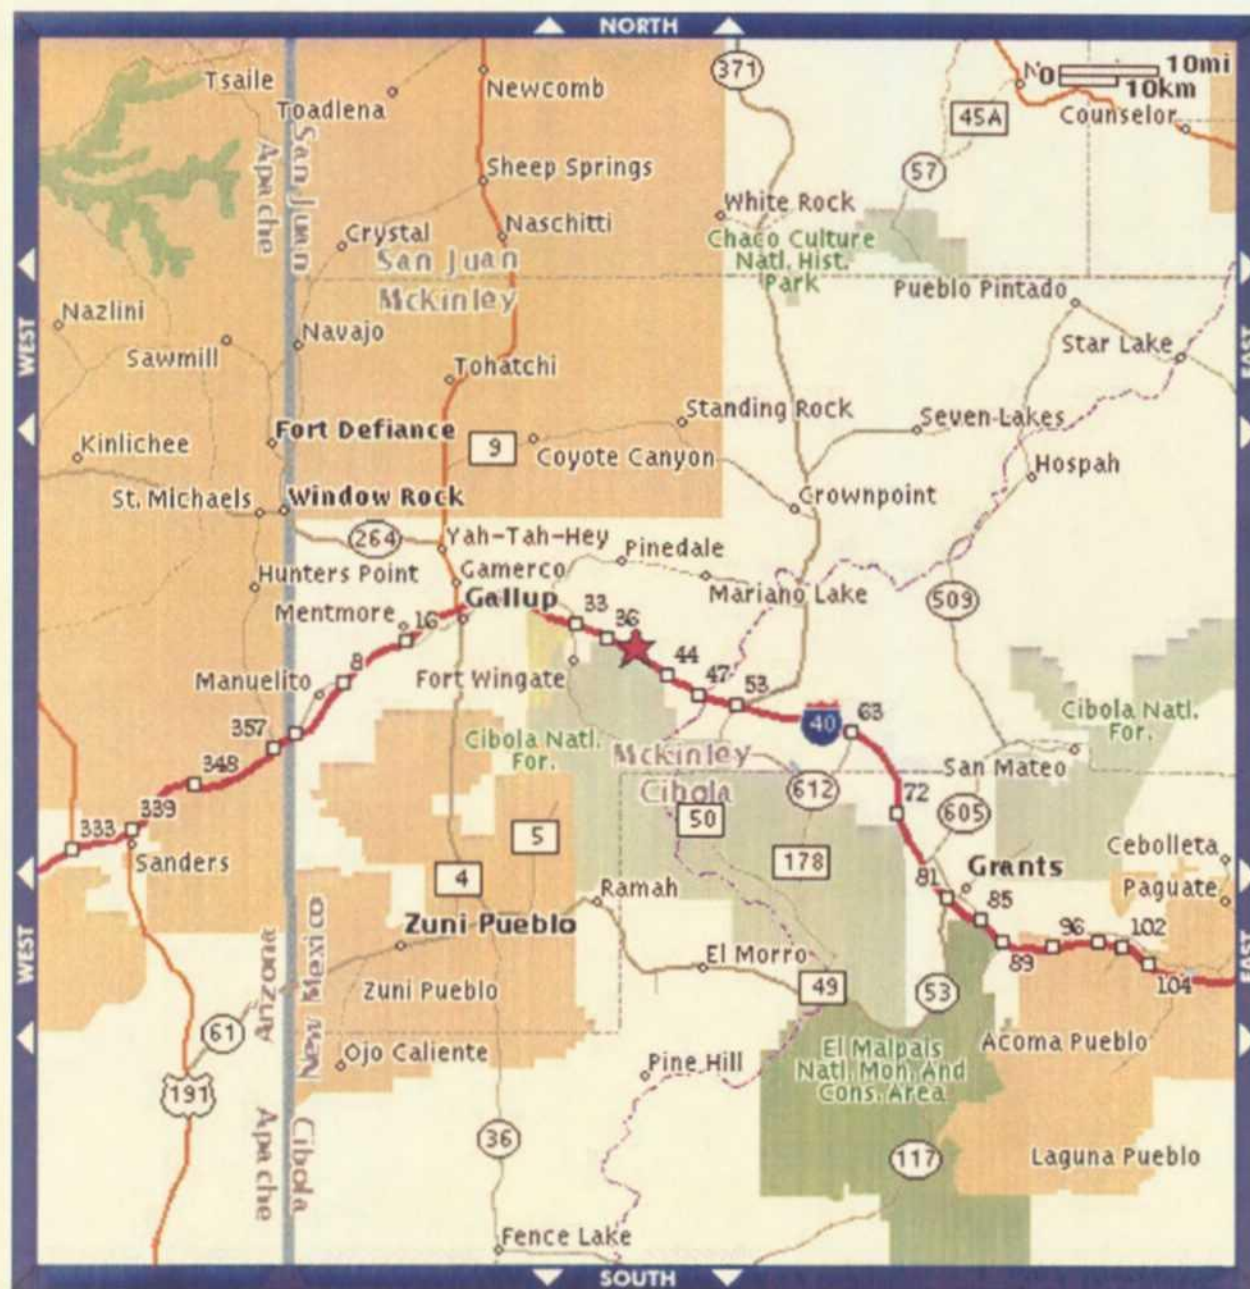 NORTH
Tsaile
371
10mi
Newcomb
0
10km
Toadlena
45A
Counselor
San Juan
Apache
57
Sheep Springs
White Rock
Naschitti
Crystal
Chaco Culture
Natl. Hist.
Park
San Juan
Mckinley
Pueblo Pintado
Nazlini
Navajo
WEST
EAST
Sawmill
Star Lake
Tohatchi
Standing Rock
Seven Lakes
Fort Defiance
Kinlichee
9
Coyote Canyon
Hospah
Crownpoint
St. Michaels
Window Rock
264
Yah-Tah-Hey
Pinedale
Hunters Point
Gamerco
Mariano Lake
Gallup
509
Mentmore
16
33
36
8
44
Manuelito
Fort Wingate
47
53
40
63
Cibola Natl.
For.
357
Cibola Natl.
For.
Mckinley
348
San Mateo
Cibola
612
72
339
50
605
333
5
Sanders
178
Cebolleta
4
Grants
81
Paguate
Ramah
85
Zuni Pueblo
96
102
El Morro
89
WEST
EAST
104
Arizona
New Mexico
Zuni Pueblo
49
53
61
Acoma Pueblo
Ojo Caliente
El Malpais
Natl. Mon. And
Cons. Area
Pine Hill
191
Apache
Cibola
36
117
Laguna Pueblo
Fence Lake
SOUTH